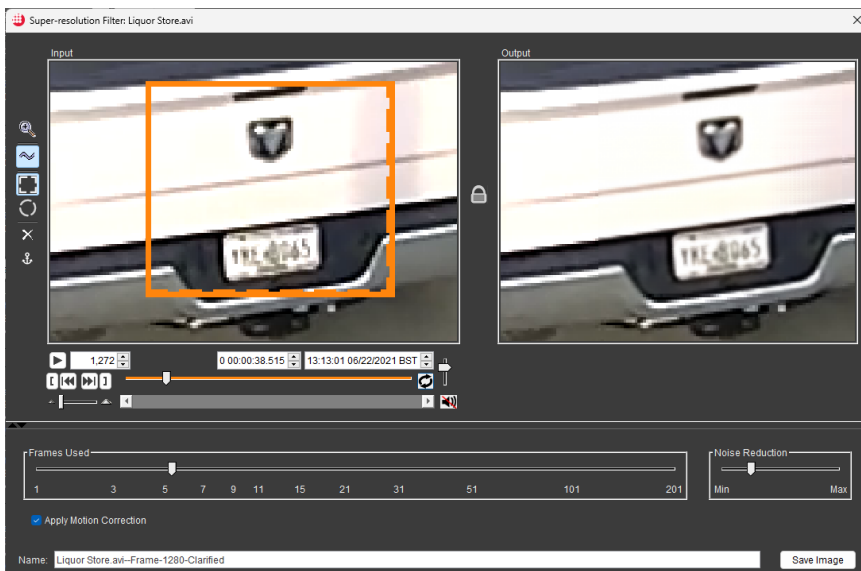 Super-resolution Filter: Liquor Store.avi
Input
Output
1,272
0 00:00:38.515
13:13:01 06/22/2021 BST
Frames Used
1 3 5 7 9 11 15 21 31 51 101 201
Noise Reduction
Min Max
Apply Motion Correction
Name: Liquor Store.avi--Frame-1280-Clarified
Save Image